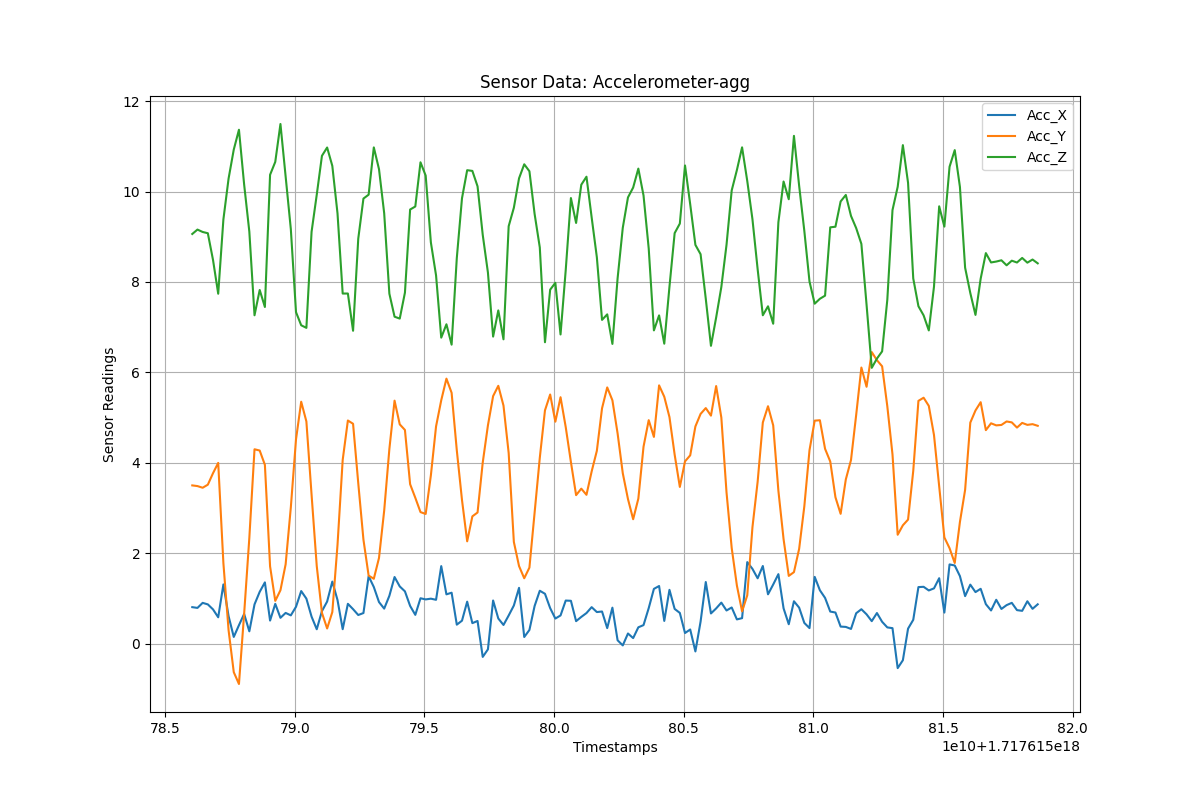 Sensor Data: Accelerometer-agg
12
10
8
6
4
2
0
Sensor Readings
Acc_X
Acc_Y
Acc_Z
78.5 79.0 79.5 80.0 80.5 81.0 81.5 82.0
Timestamps
1e10+1.717615e18